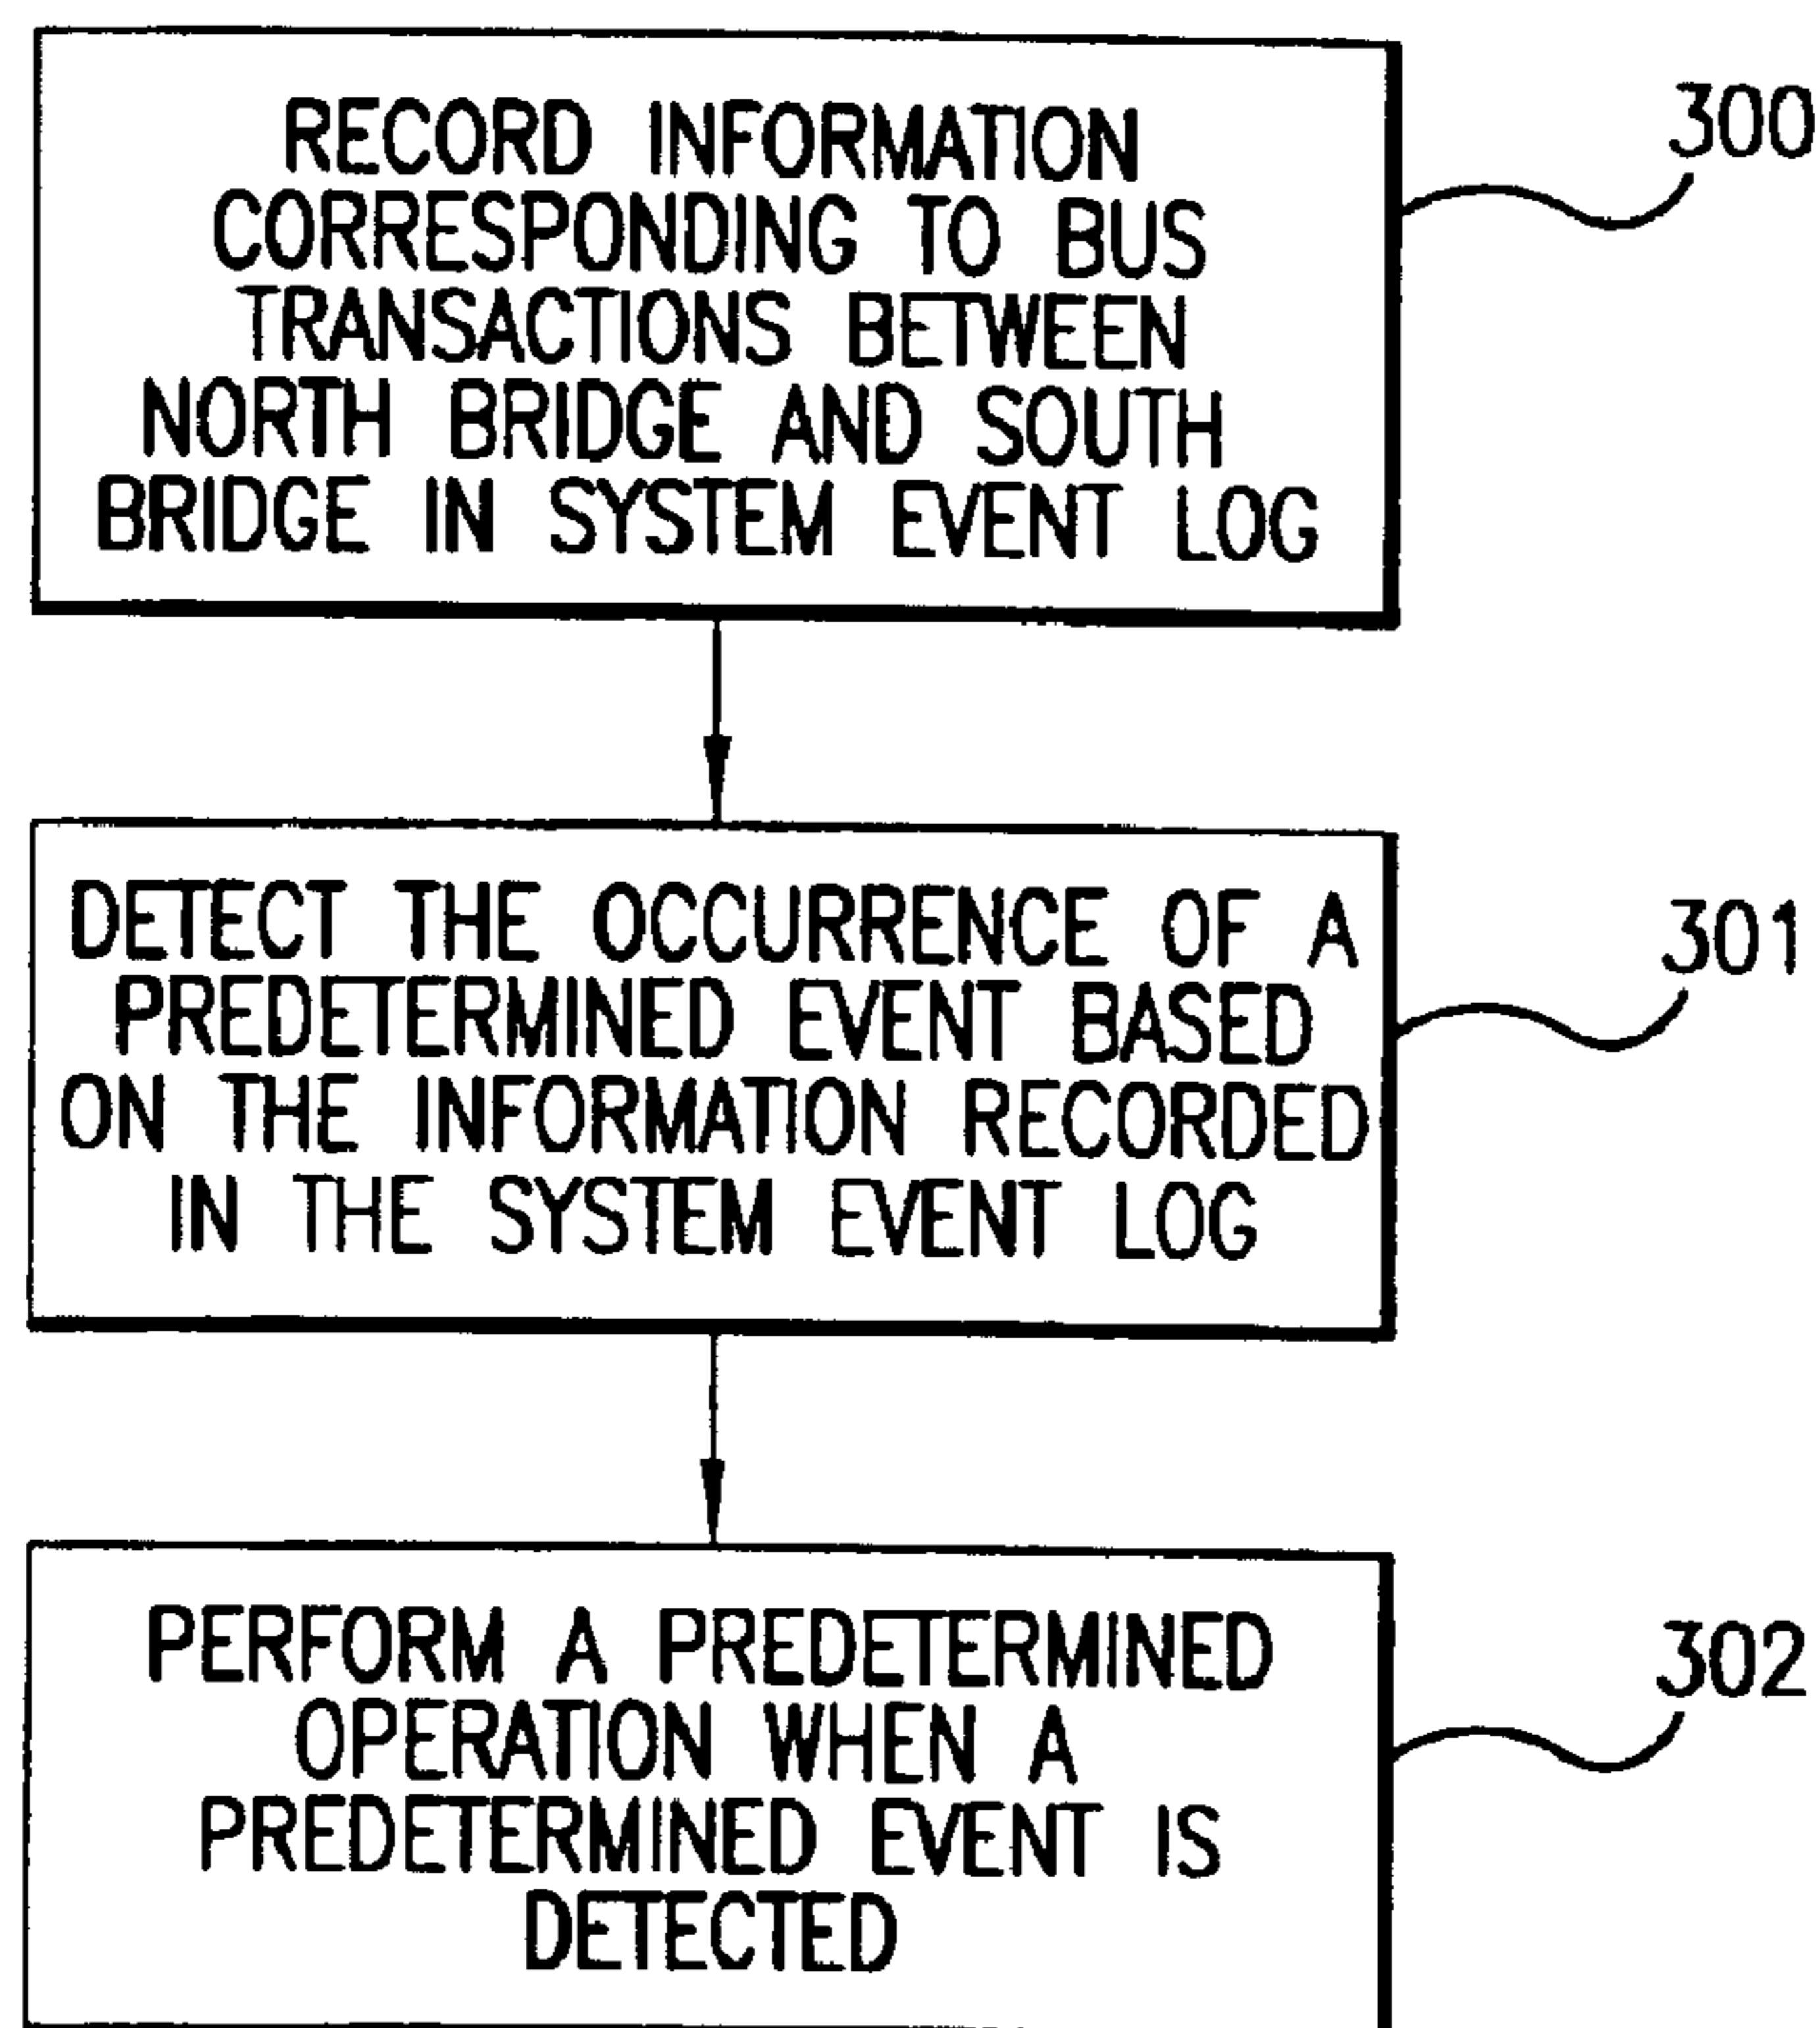 RECORD INFORMATION
CORRESPONDING TO BUS
TRANSACTIONS BETWEEN
NORTH BRIDGE AND SOUTH
BRIDGE IN SYSTEM EVENT LOG
300
DETECT THE OCCURRENCE OF A
PREDETERMINED EVENT BASED
ON THE INFORMATION RECORDED
IN THE SYSTEM EVENT LOG
301
PERFORM A PREDETERMINED
OPERATION WHEN A
PREDETERMINED EVENT IS
DETECTED
302